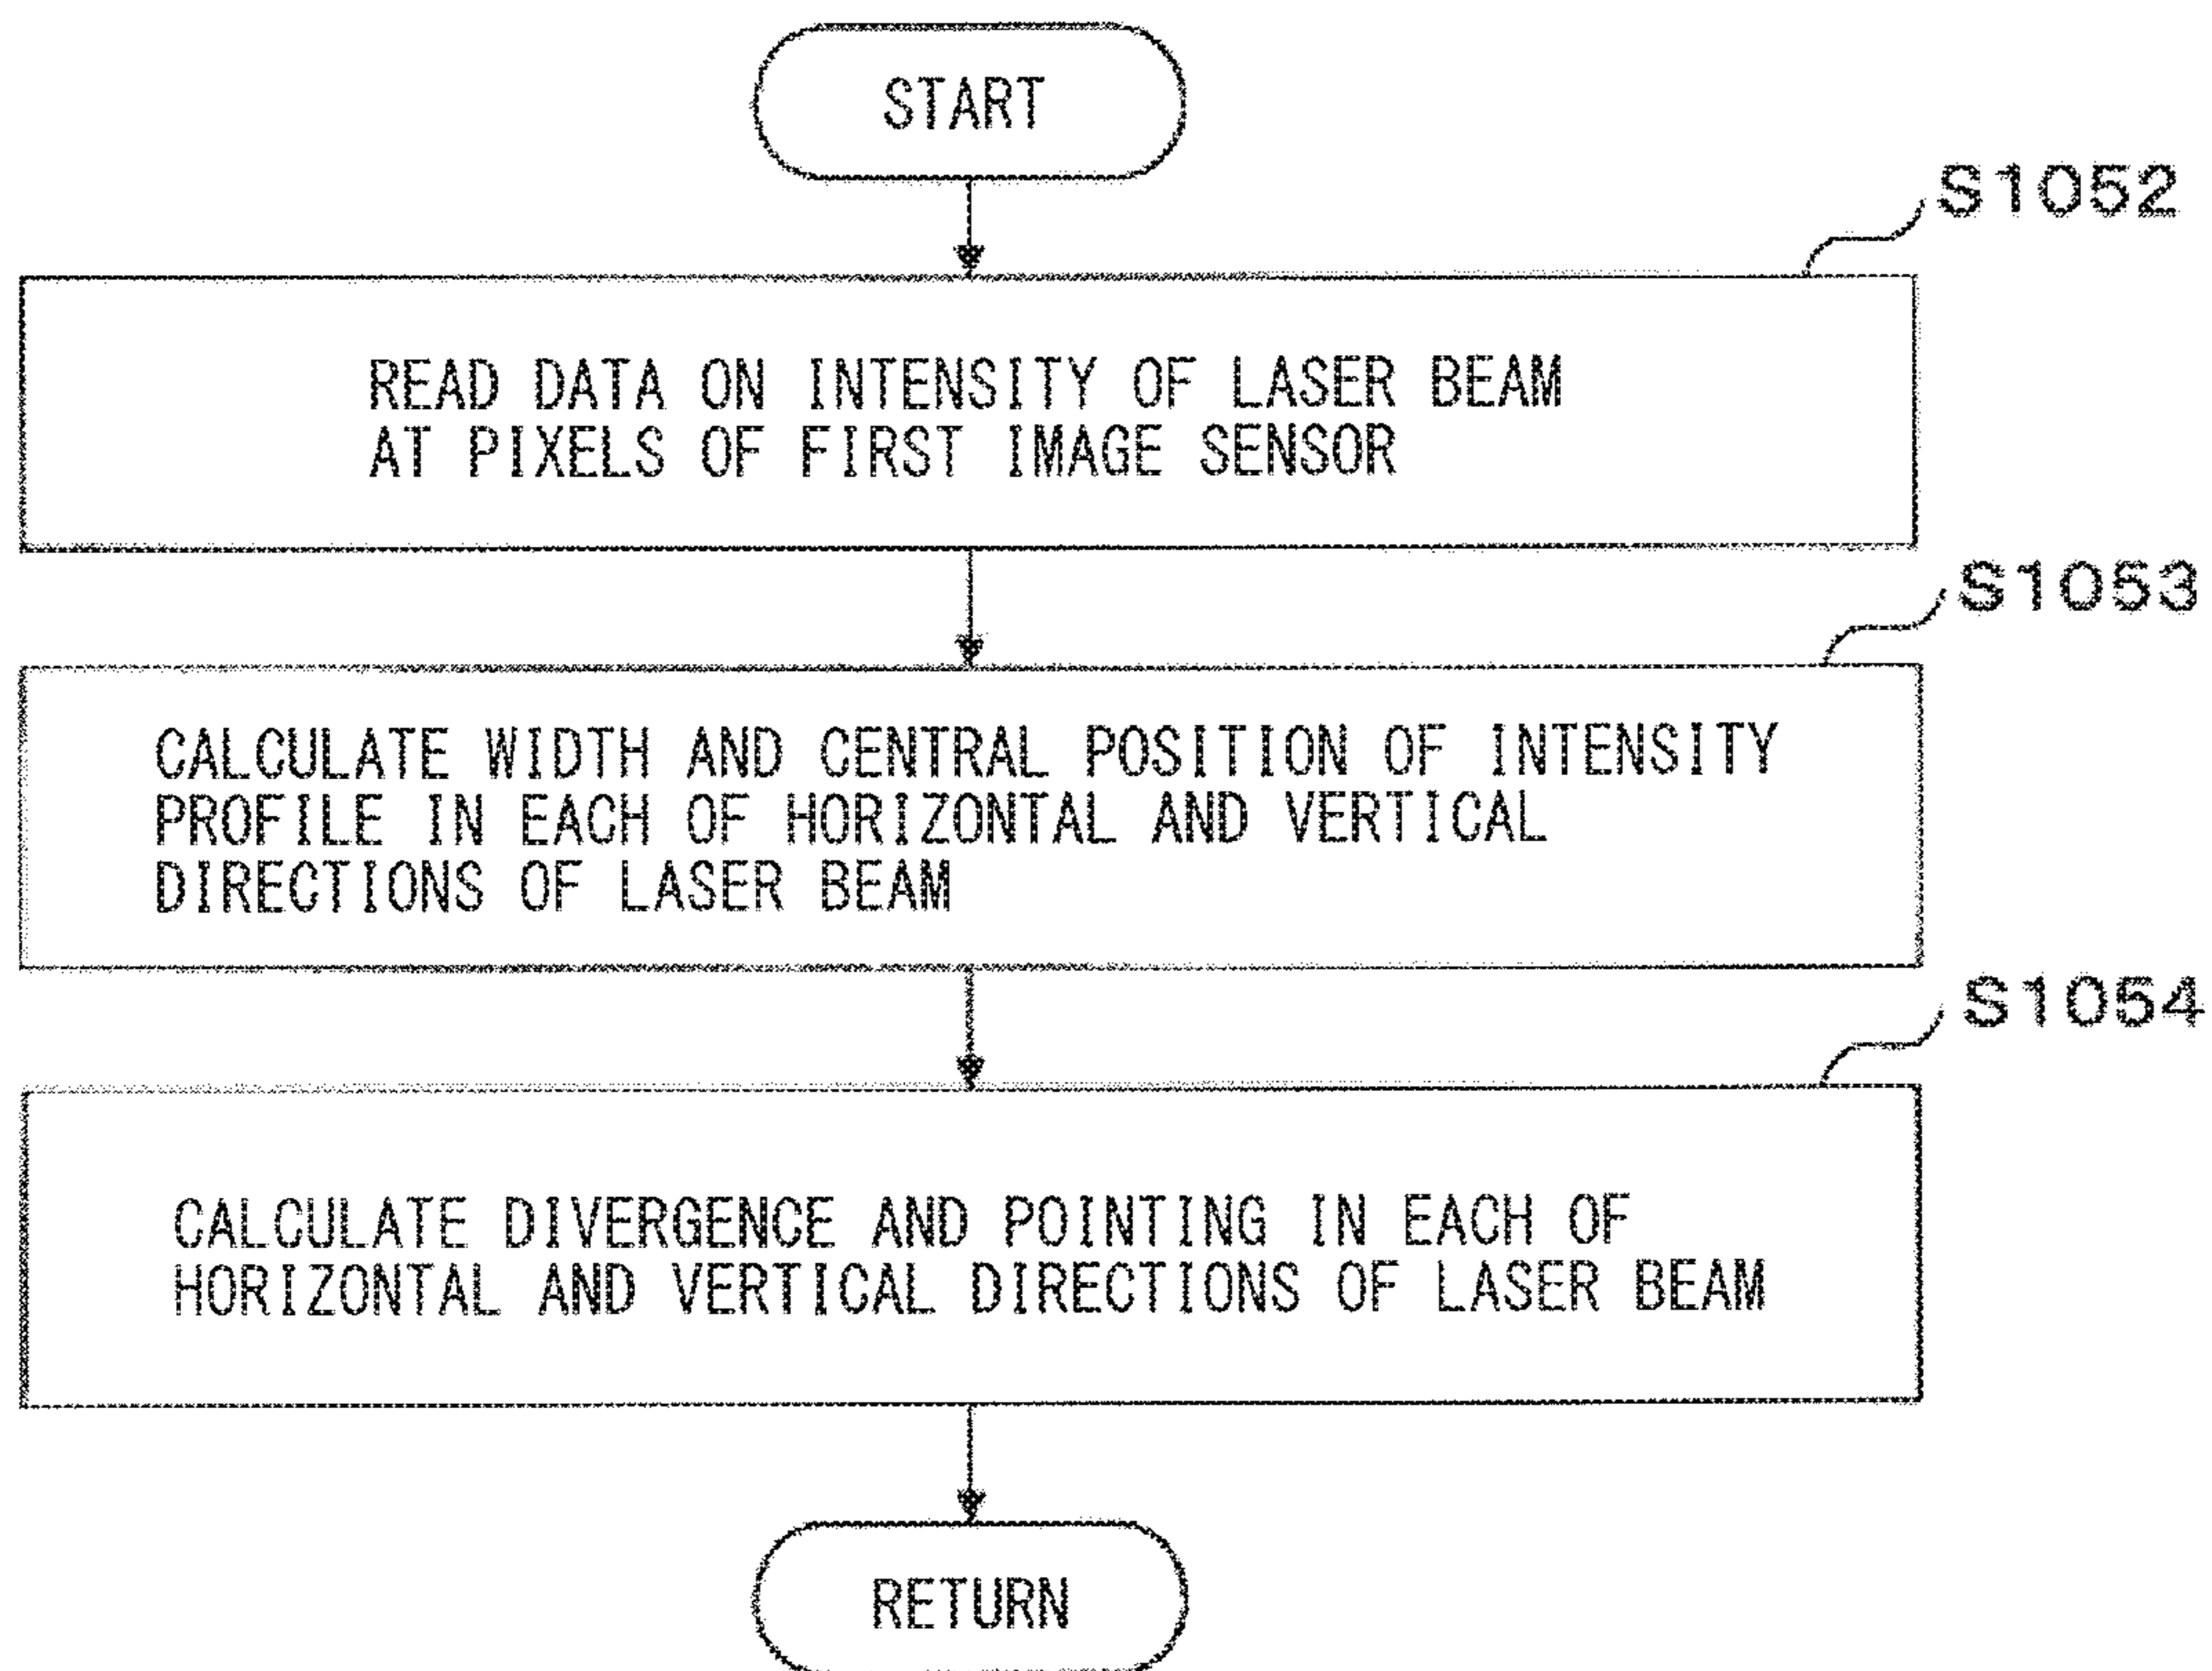 START
S1052
READ DATA ON INTENSITY OF LASER BEAM
AT PIXELS OF FIRST IMAGE SENSOR
S1053
CALCULATE WIDTH AND CENTRAL POSITION OF INTENSITY
PROFILE IN EACH OF HORIZONTAL AND VERTICAL
DIRECTIONS OF LASER BEAM
S1054
CALCULATE DIVERGENCE AND POINTING IN EACH OF
HORIZONTAL AND VERTICAL DIRECTIONS OF LASER BEAM
RETURN